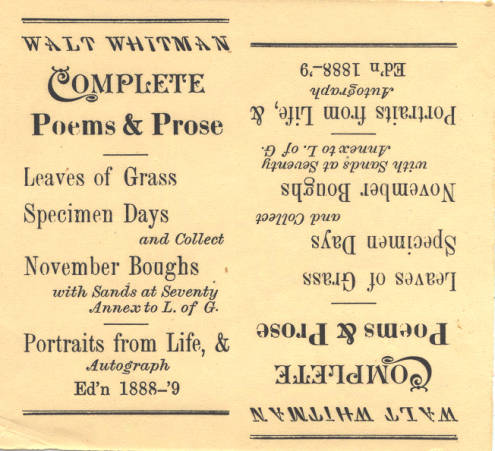 WALT WHITMAN
COMPLETE
Poems & Prose
Leaves of Grass
Specimen Days
and Collect
November Boughs
with Sands at Seventy
Annex to L. of G.
Portraits from Life, &
Autograph
Ed'n 1888-'9
WALT WHITMAN
COMPLETE
Poems & Prose
Leaves of Grass
Specimen Days
and Collect
November Boughs
with Sands at Seventy
Annex to L. of G.
Portraits from Life, &
Autograph
Ed'n 1888-'9